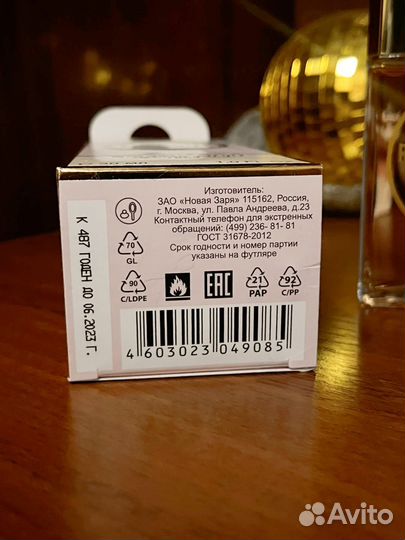 Изготовитель:
ЗАО «Новая Заря» 115162, Россия,
г. Москва, ул. Павла Андреева, д.23
Контактный телефон для экстренных
обращений: (499) 236- 81- 81
ГОСТ 31678-2012
Срок годности и номер партии
указаны на футляре
К 4В7 ГОДЕН ДО 06.2023 Г.
70
GL
90
C/LDPE
EAC
21
PAP
92
C/PP
4 603023 049085
Avito